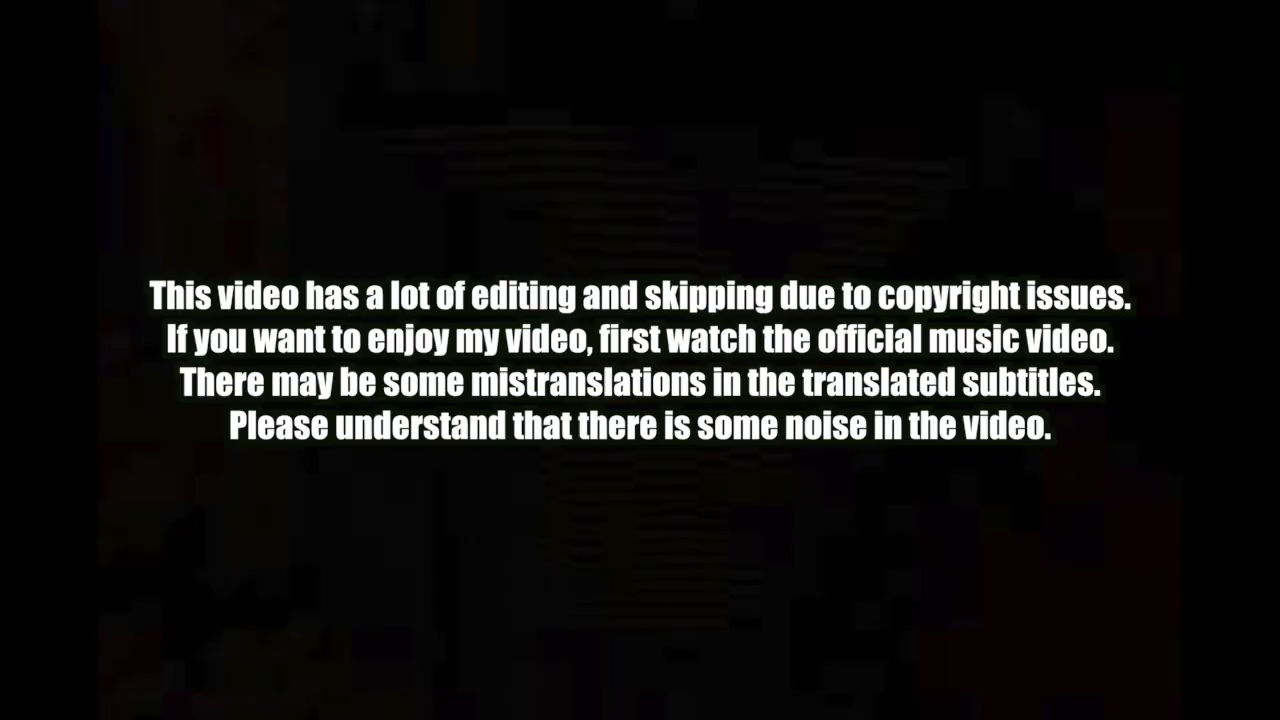 This video has a lot of editing and skipping due to copyright issues.
If you want to enjoy my video, first watch the official music video.
There may be some mistranslations in the translated subtitles.
Please understand that there is some noise in the video.